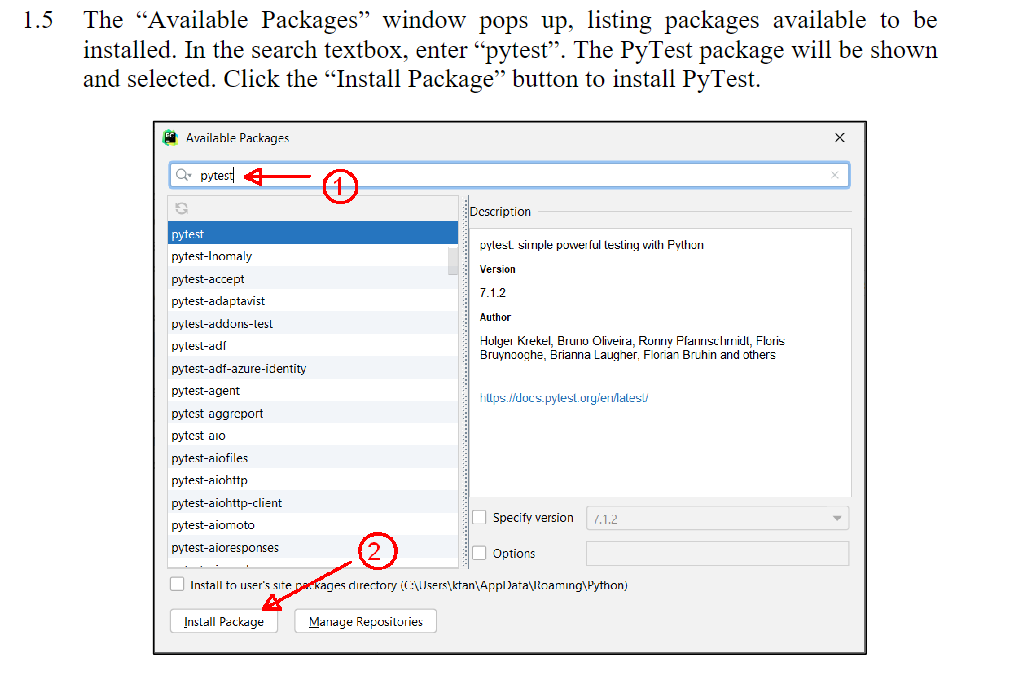 1.5 The “Available Packages” window pops up, listing packages available to be
installed. In the search textbox, enter “pytest”. The PyTest package will be shown
and selected. Click the “Install Package” button to install PyTest.
Available Packages
pytest
1
Description
pytest
pytest-Inomaly
pytest-accept
pytest-adaptavist
pytest-addons-test
pytest-adf
pytest-adf-azure-identity
pytest-agent
pytest-aggreport
pytest-aio
pytest-aiofiles
pytest-aiohttp
pytest-aiohttp-client
pytest-aiomoto
pytest-aioresponses
pytest: simple powerful testing with Python
Version
7.1.2
Author
Holger Krekel, Bruno Oliveira, Ronny Pfannschmidt, Floris
Bruynooghe, Brianna Laugher, Florian Bruhin and others
https://docs.pytest.org/en/latest/
Specify version 7.1.2
2
Options
Install to user's site packages directory (C:\Users\ktan\AppData\Roaming\Python)
Install Package
Manage Repositories